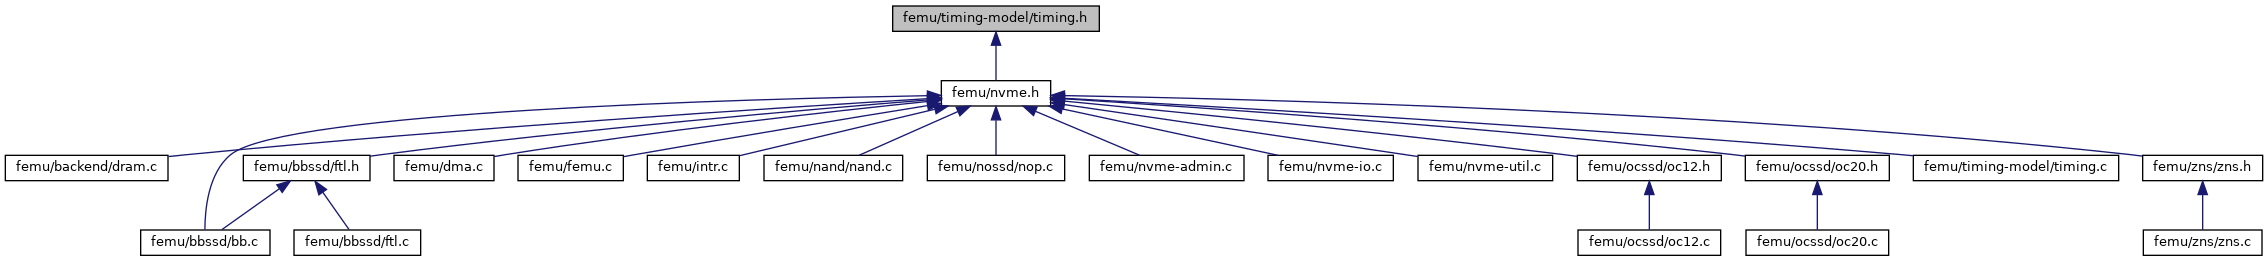 femu/timing-model/timing.h
femu/nvme.h
femu/backend/dram.c
femu/bbssd/ftl.h
femu/dma.c
femu/femu.c
femu/intr.c
femu/nand/nand.c
femu/nossd/nop.c
femu/nvme-admin.c
femu/nvme-io.c
femu/nvme-util.c
femu/ocssd/oc12.h
femu/ocssd/oc20.h
femu/timing-model/timing.c
femu/zns/zns.h
femu/bbssd/bb.c
femu/bbssd/ftl.c
femu/ocssd/oc12.c
femu/ocssd/oc20.c
femu/zns/zns.c